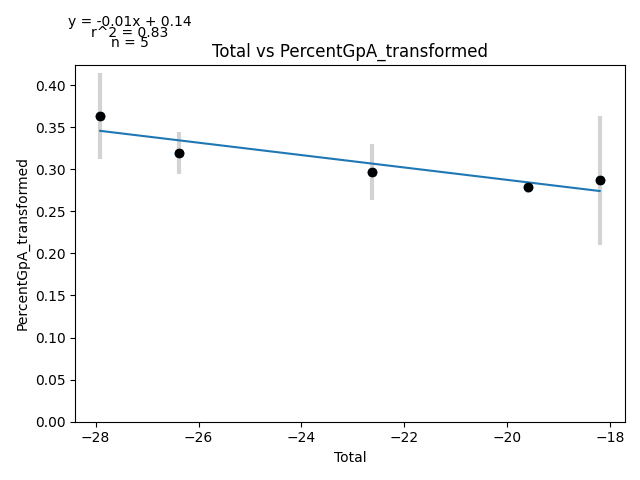 y = -0.01x + 0.14
r^2 = 0.83
n = 5
Total vs PercentGpA_transformed
PercentGpA_transformed
0.40
0.35
0.30
0.25
0.20
0.15
0.10
0.05
0.00
−28
−26
−24
−22
−20
−18
Total